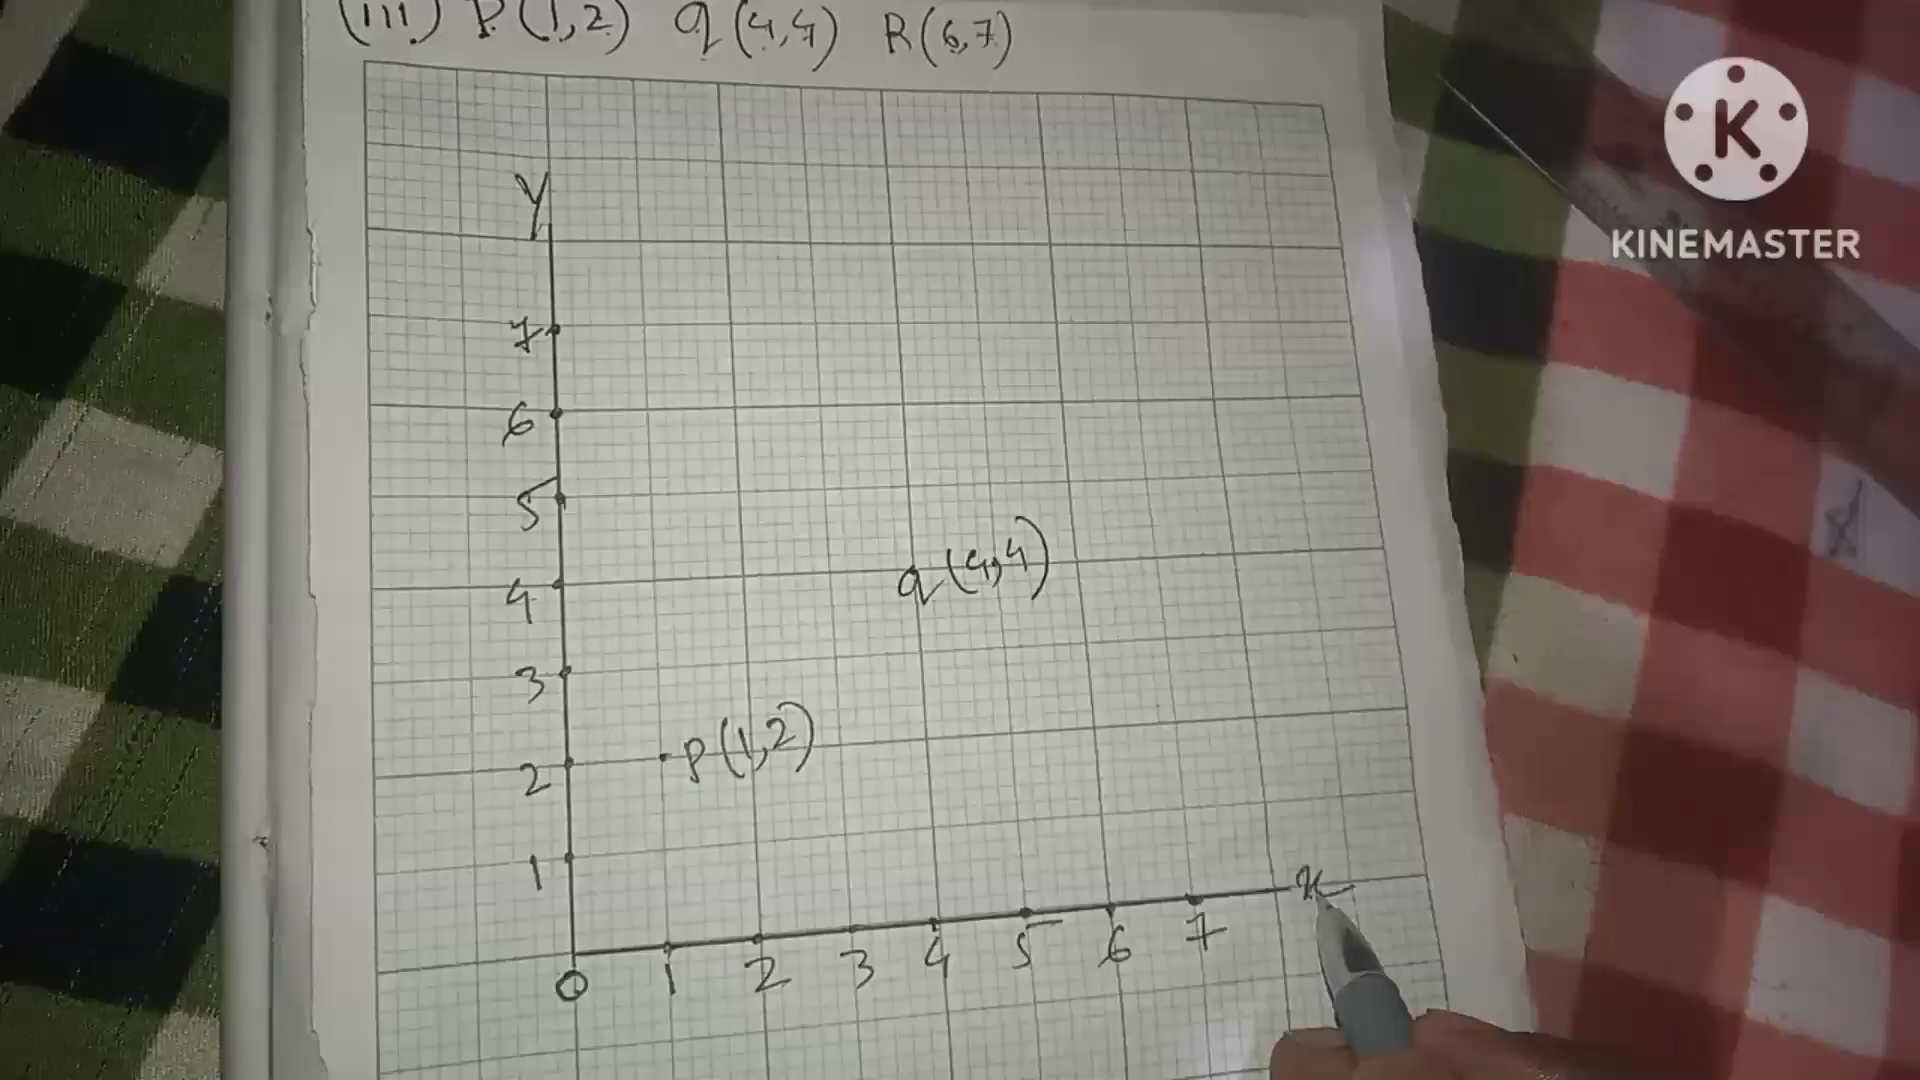 (iii) P(1,2) q(4,4) R(6,7)
K
KINEMASTER
Y
7
6
5
q(4,4)
4
3
P(1,2)
2
1
x
0 1 2 3 4 5 6 7